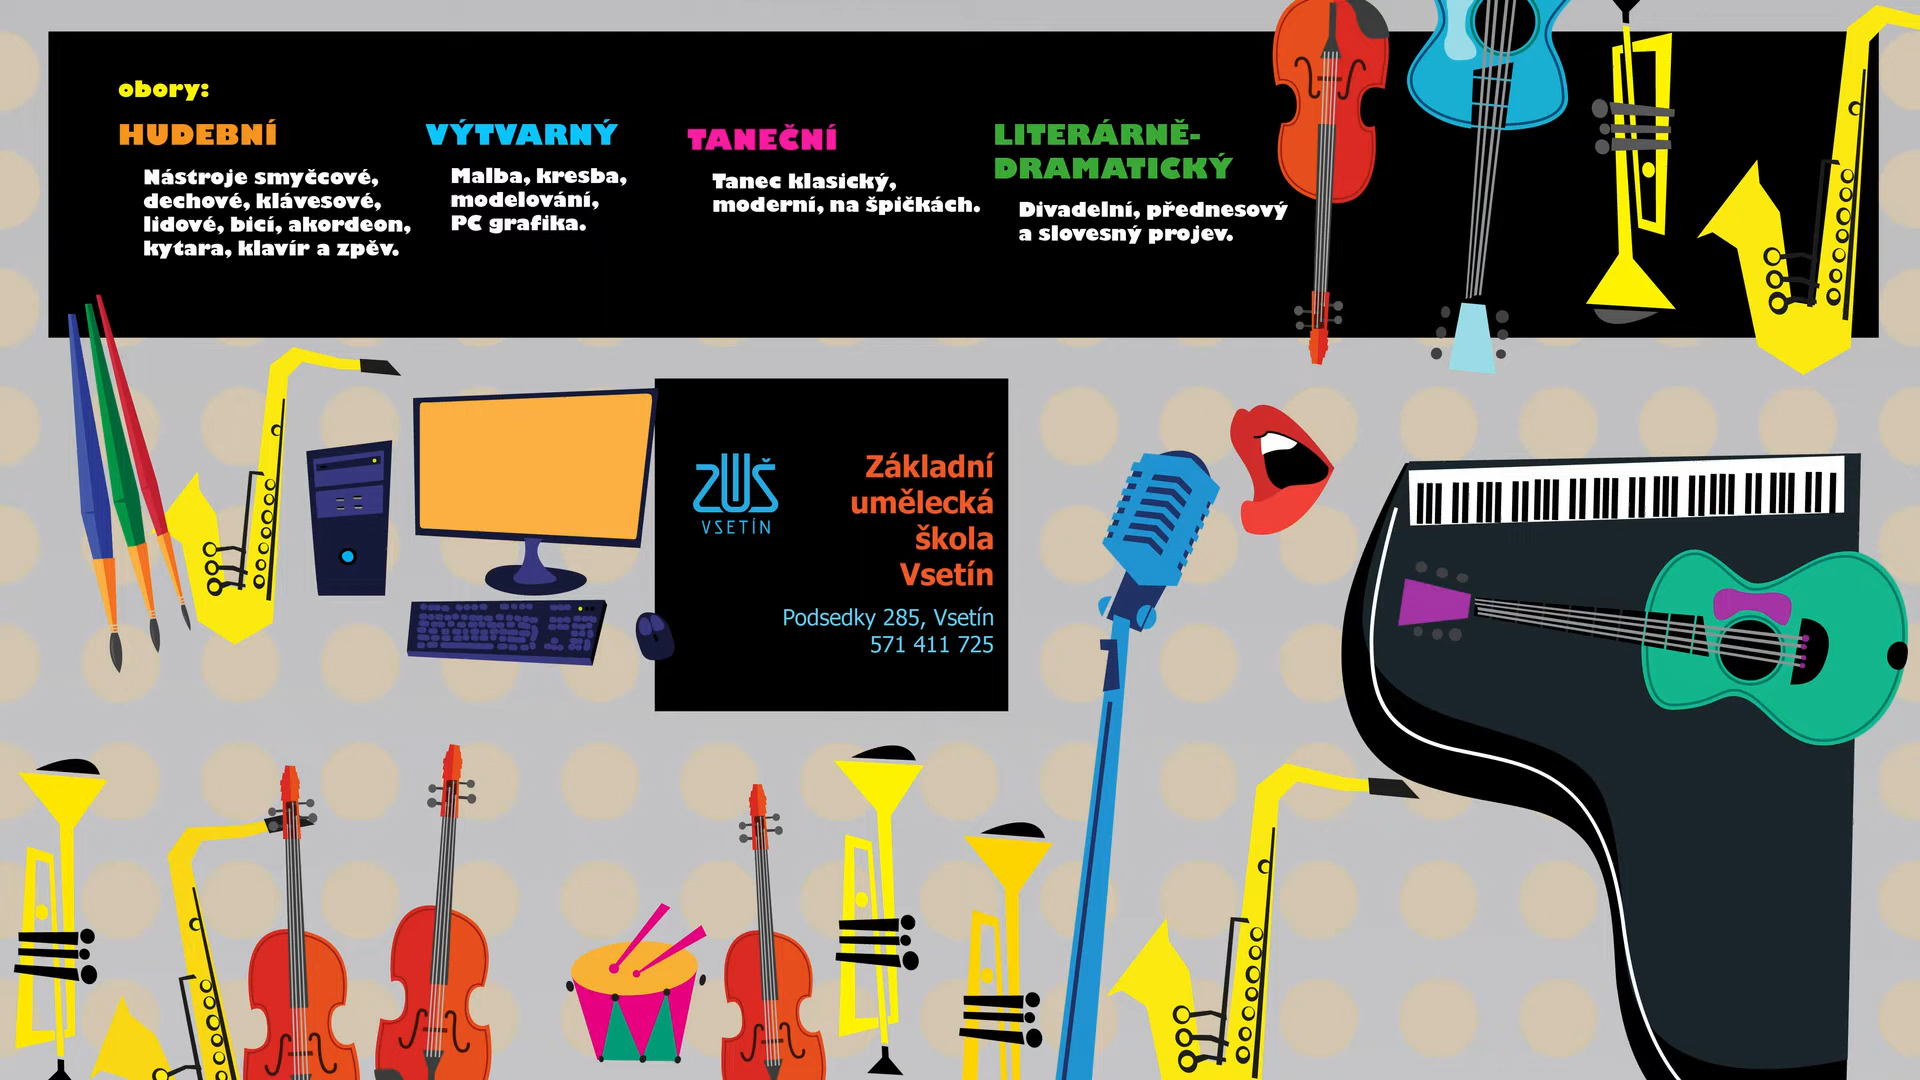 obory:
HUDEBNÍ
Nástroje smyčcové,
dechové, klávesové,
lidové, bicí, akordeon,
kytara, klavír a zpěv.
VÝTVARNÝ
Malba, kresba,
modelování,
PC grafika.
TANEČNÍ
Tanec klasický,
moderní, na špičkách.
LITERÁRNĚ-
DRAMATICKÝ
Divadelní, přednesový
a slovesný projev.
ZUŠ
VSETÍN
Základní
umělecká
škola
Vsetín
Podsedky 285, Vsetín
571 411 725